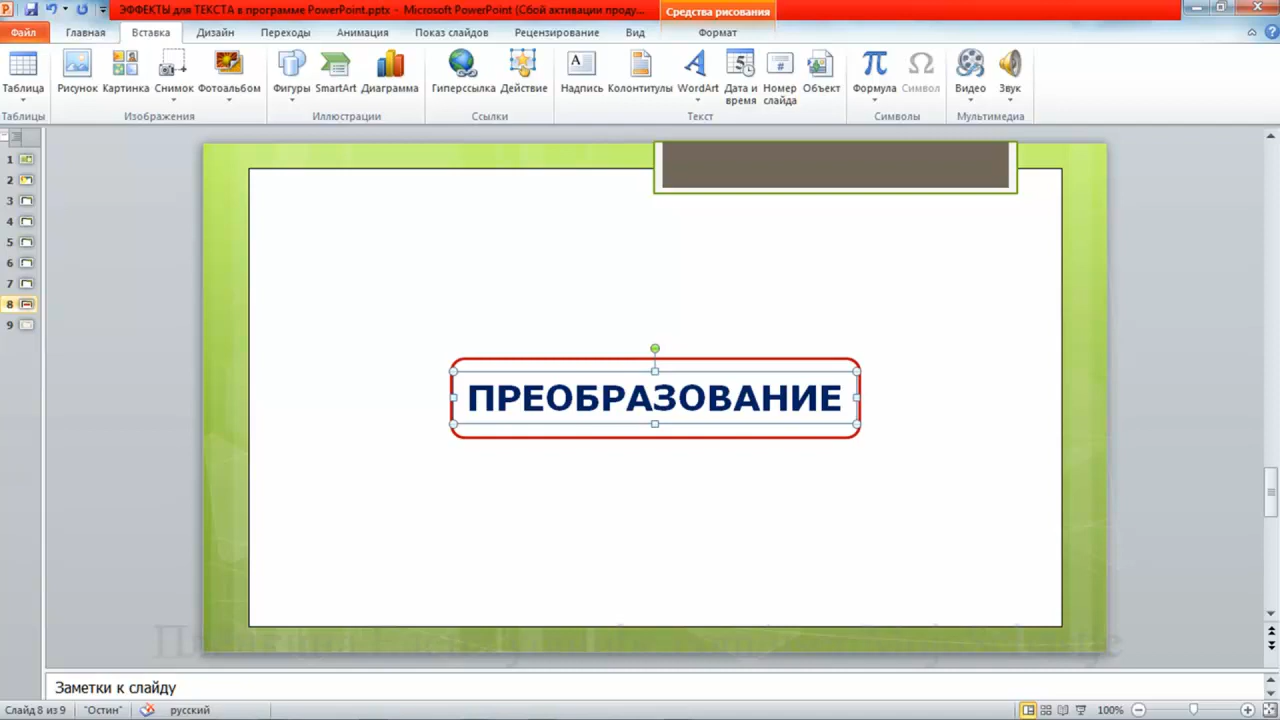 ЭФФЕКТЫ для ТЕКСТА в программе PowerPoint.pptx - Microsoft PowerPoint (Сбой активации проду...
Средства рисования
Файл Главная Вставка Дизайн Переходы Анимация Показ слайдов Рецензирование Вид Формат
Таблица Рисунок Картинка Снимок Фотоальбом Фигуры SmartArt Диаграмма Гиперссылка Действие Надпись Колонтитулы WordArt Дата и время Номер слайда Объект Формула Символ Видео Звук
Таблицы Изображения Иллюстрации Ссылки Текст Символы Мультимедиа
1
2
3
4
5
6
7
8
9
ПРЕОБРАЗОВАНИЕ
Заметки к слайду
Слайд 8 из 9 "Остин" русский 100%